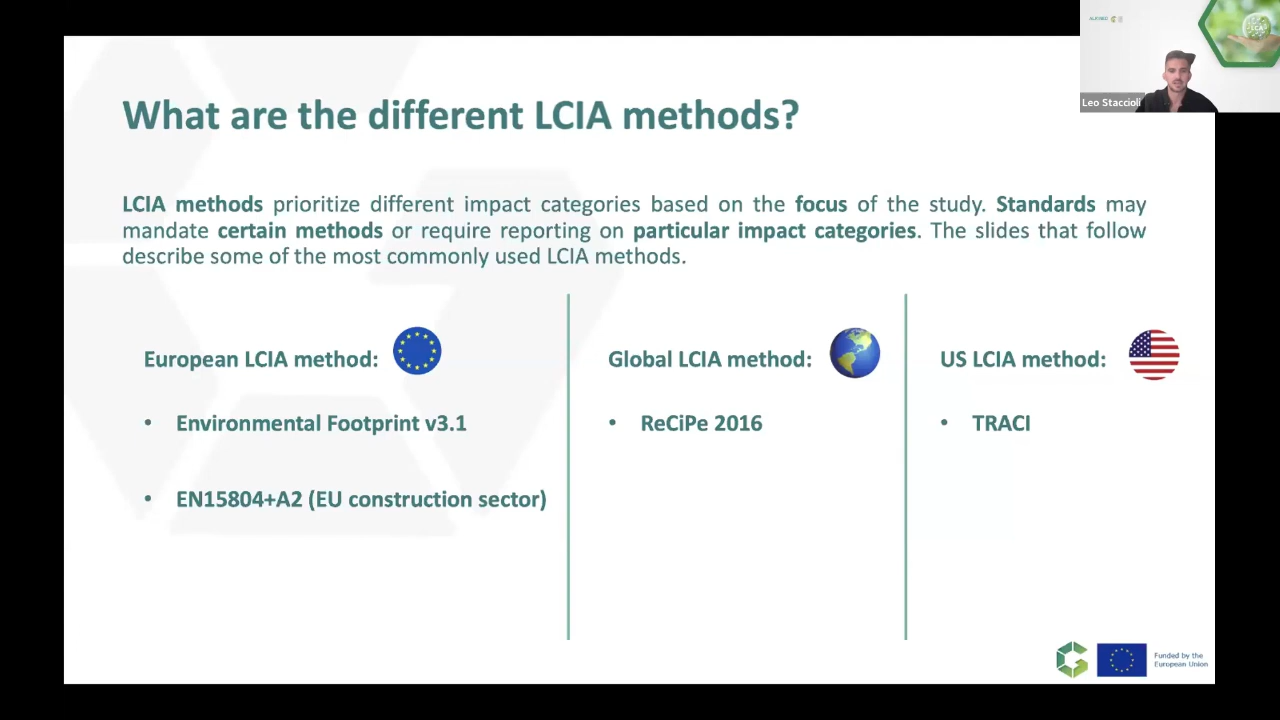 What are the different LCIA methods?
LCIA methods prioritize different impact categories based on the focus of the study. Standards may
mandate certain methods or require reporting on particular impact categories. The slides that follow
describe some of the most commonly used LCIA methods.
European LCIA method:
• Environmental Footprint v3.1
• EN15804+A2 (EU construction sector)
Global LCIA method:
• ReCiPe 2016
US LCIA method:
• TRACI
Leo Staccioli
LCA
Funded by the
European Union